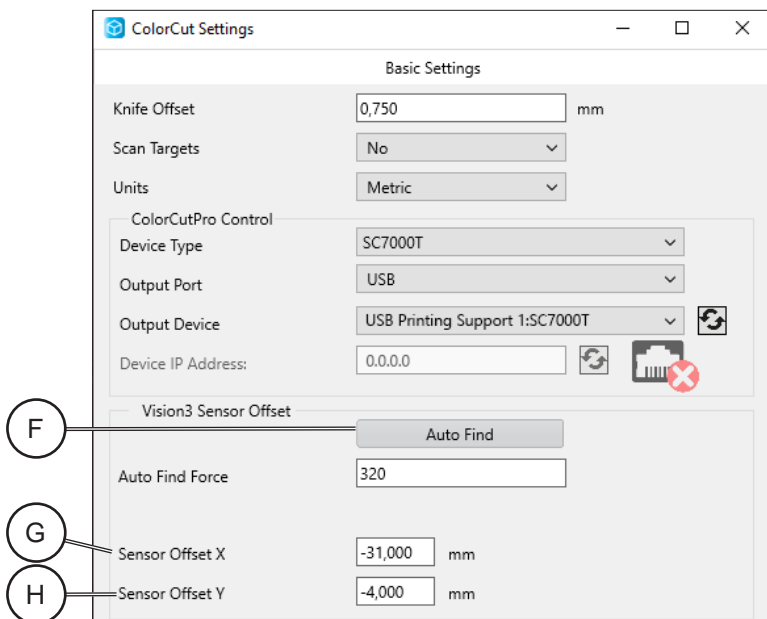 ColorCut Settings
Basic Settings
Knife Offset 0,750 mm
Scan Targets No
Units Metric
ColorCutPro Control
Device Type SC7000T
Output Port USB
Output Device USB Printing Support 1:SC7000T
Device IP Address: 0.0.0.0
Vision3 Sensor Offset
F Auto Find
Auto Find Force 320
G Sensor Offset X -31,000 mm
H Sensor Offset Y -4,000 mm